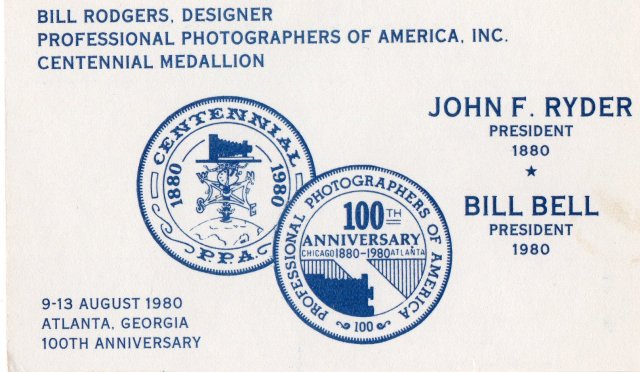 BILL RODGERS, DESIGNER
PROFESSIONAL PHOTOGRAPHERS OF AMERICA, INC.
CENTENNIAL MEDALLION
JOHN F. RYDER
PRESIDENT
1880
★
BILL BELL
PRESIDENT
1980
CENTENNIAL
1880
1980
P.P.A.
PROFESSIONAL PHOTOGRAPHERS OF AMERICA
100TH
ANNIVERSARY
CHICAGO 1880-1980 ATLANTA
100
9-13 AUGUST 1980
ATLANTA, GEORGIA
100TH ANNIVERSARY